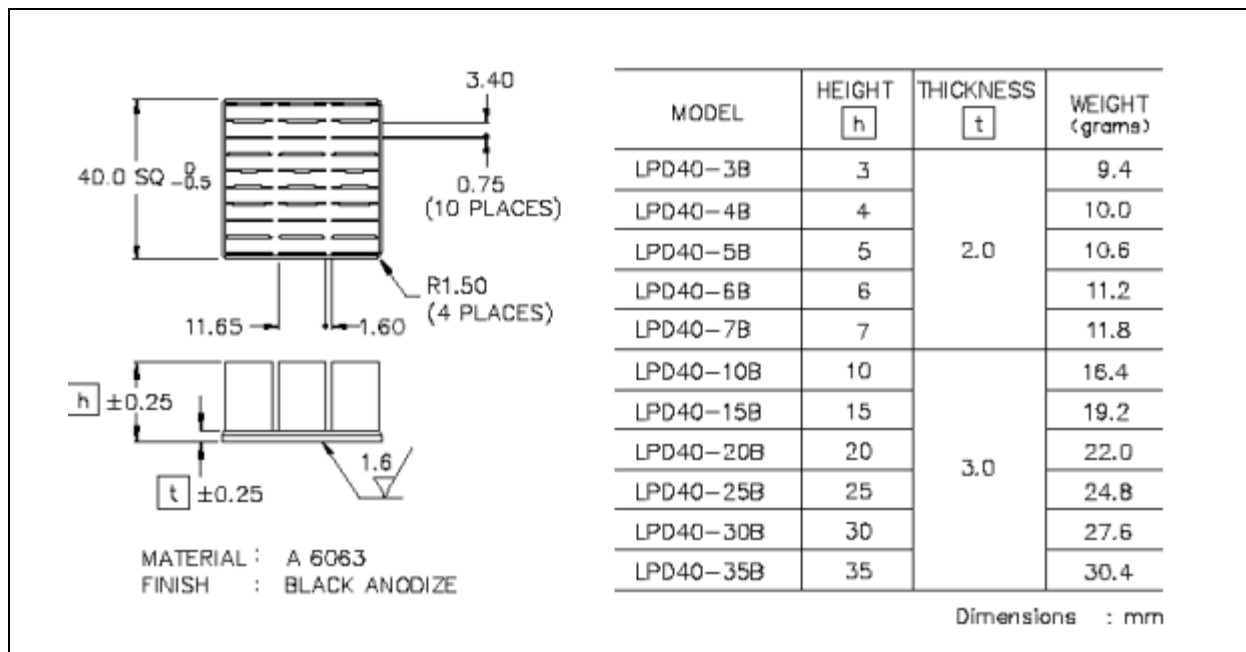 3.40
40.0 SQ 0
-0.5
0.75
(10 PLACES)
R1.50
(4 PLACES)
11.65
1.60
h ±0.25
t ±0.25
1.6
MATERIAL : A 6063
FINISH : BLACK ANODIZE
MODEL HEIGHT h THICKNESS t WEIGHT (grams)
LPD40-3B 3 2.0 9.4
LPD40-4B 4 10.0
LPD40-5B 5 10.6
LPD40-6B 6 11.2
LPD40-7B 7 11.8
LPD40-10B 10 3.0 16.4
LPD40-15B 15 19.2
LPD40-20B 20 22.0
LPD40-25B 25 24.8
LPD40-30B 30 27.6
LPD40-35B 35 30.4
Dimensions : mm